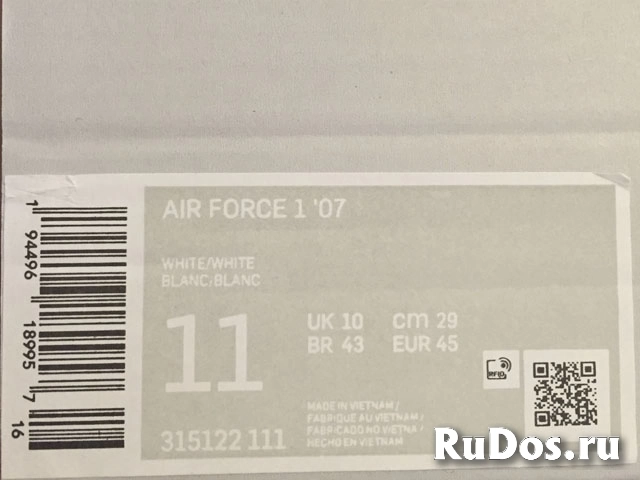 AIR FORCE 1 '07
WHITE/WHITE
BLANC/BLANC
11
UK 10 cm 29
BR 43 EUR 45
RFID
MADE IN VIETNAM /
FABRIQUE AU VIETNAM /
FABRICADO NO VIETNA /
HECHO EN VIETNAM
315122 111
1 94496 18995 7
16
RuDos.ru